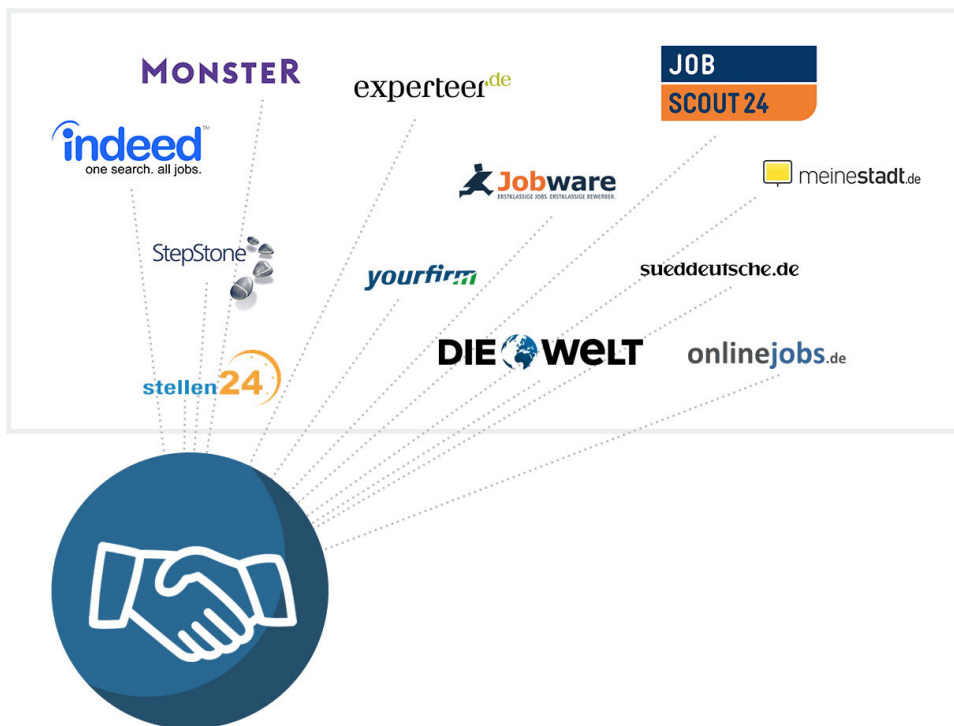 MONSTER
experteer.de
JOB
SCOUT 24
indeed™
one search. all jobs.
Jobware
ERSTKLASSIGE JOBS. ERSTKLASSIGE BEWERBER.
meinestadt.de
StepStone
yourfirm
sueddeutsche.de
DIE WELT
onlinejobs.de
stellen24